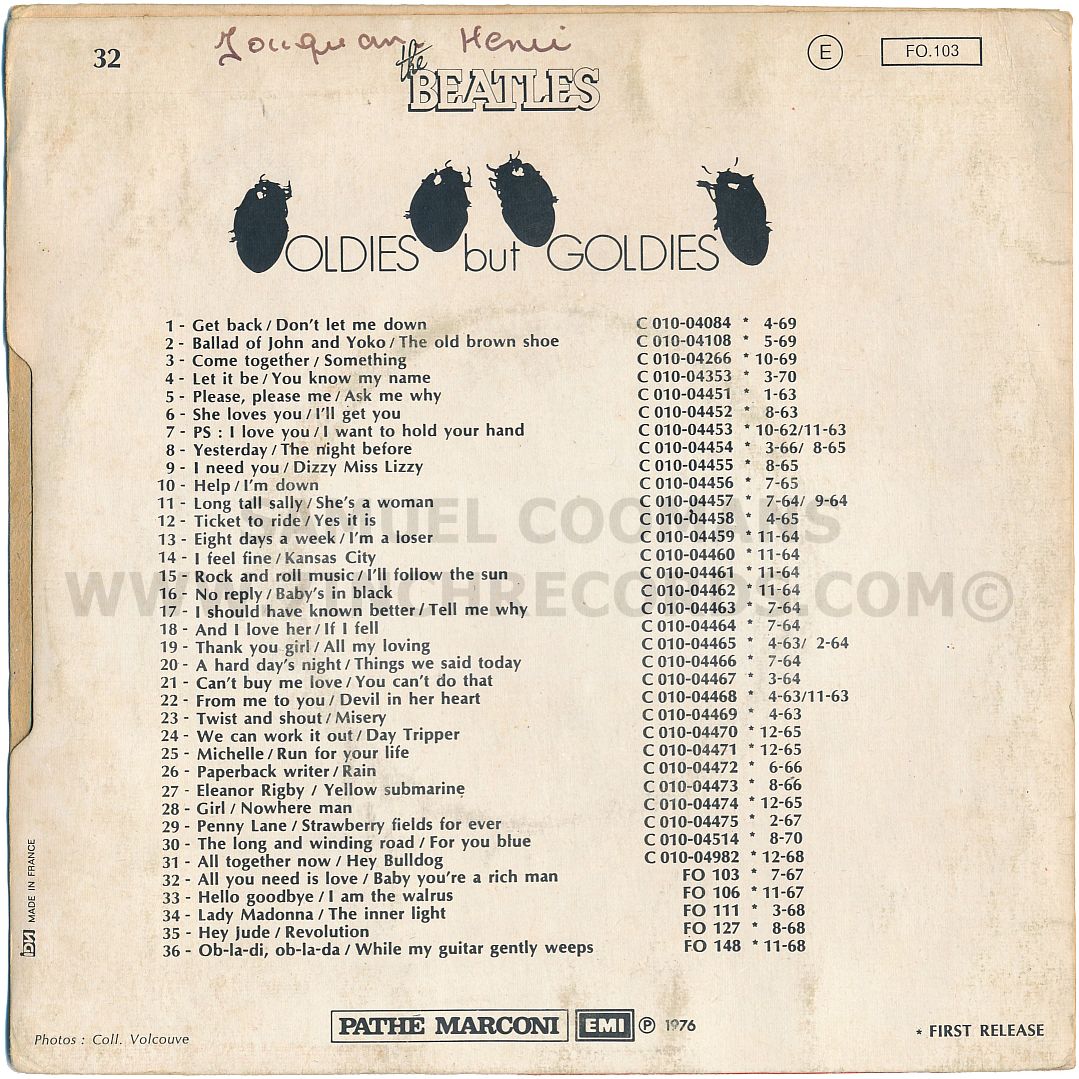 32
Henri
E
FO.103
the
BEATLES
OLDIES but GOLDIES
1 - Get back / Don't let me down C 010-04084 * 4-69
2 - Ballad of John and Yoko / The old brown shoe C 010-04108 * 5-69
3 - Come together / Something C 010-04266 * 10-69
4 - Let it be / You know my name C 010-04353 * 3-70
5 - Please, please me / Ask me why C 010-04451 * 1-63
6 - She loves you / I'll get you C 010-04452 * 8-63
7 - PS : I love you / I want to hold your hand C 010-04453 * 10-62/11-63
8 - Yesterday / The night before C 010-04454 * 3-66/ 8-65
9 - I need you / Dizzy Miss Lizzy C 010-04455 * 8-65
10 - Help / I'm down C 010-04456 * 7-65
11 - Long tall sally / She's a woman C 010-04457 * 7-64/ 9-64
12 - Ticket to ride / Yes it is C 010-04458 * 4-65
13 - Eight days a week / I'm a loser C 010-04459 * 11-64
14 - I feel fine / Kansas City C 010-04460 * 11-64
15 - Rock and roll music / I'll follow the sun C 010-04461 * 11-64
16 - No reply / Baby's in black C 010-04462 * 11-64
17 - I should have known better / Tell me why C 010-04463 * 7-64
18 - And I love her / If I fell C 010-04464 * 7-64
19 - Thank you girl / All my loving C 010-04465 * 4-63/ 2-64
20 - A hard day's night / Things we said today C 010-04466 * 7-64
21 - Can't buy me love / You can't do that C 010-04467 * 3-64
22 - From me to you / Devil in her heart C 010-04468 * 4-63/11-63
23 - Twist and shout / Misery C 010-04469 * 4-63
24 - We can work it out / Day Tripper C 010-04470 * 12-65
25 - Michelle / Run for your life C 010-04471 * 12-65
26 - Paperback writer / Rain C 010-04472 * 6-66
27 - Eleanor Rigby / Yellow submarine C 010-04473 * 8-66
28 - Girl / Nowhere man C 010-04474 * 12-65
29 - Penny Lane / Strawberry fields for ever C 010-04475 * 2-67
30 - The long and winding road / For you blue C 010-04514 * 8-70
31 - All together now / Hey Bulldog C 010-04982 * 12-68
32 - All you need is love / Baby you're a rich man FO 103 * 7-67
33 - Hello goodbye / I am the walrus FO 106 * 11-67
34 - Lady Madonna / The inner light FO 111 * 3-68
35 - Hey Jude / Revolution FO 127 * 8-68
36 - Ob-la-di, ob-la-da / While my guitar gently weeps FO 148 * 11-68
SAMUEL
MADE IN FRANCE
PATHÉ MARCONI EMI ℗ 1976
Photos : Coll. Volcouve
* FIRST RELEASE